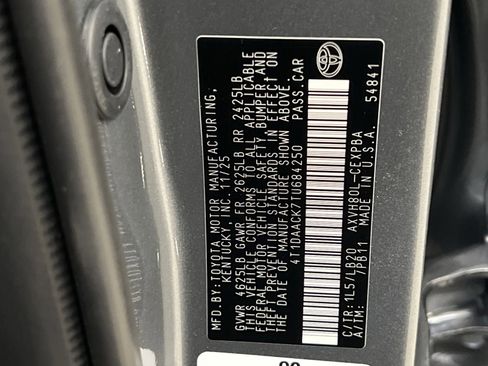 MFD.BY:TOYOTA MOTOR MANUFACTURING,
KENTUCKY INC. 11/25
GVWR 4625LB GAWR FR 2625LB RR 2425LB
THIS VEHICLE CONFORMS TO ALL APPLICABLE
FEDERAL MOTOR VEHICLE SAFETY BUMPER, AND
THEFT PREVENTION STANDARDS IN EFFECT ON
THE DATE OF MANUFACTURE SHOWN ABOVE.
4T1DAACK7TU684250 PASS.CAR
C/TR:1L5/LB20 AXVH80L-CEXPBA
A/TM: /PB11 MADE IN U.S.A.
54841